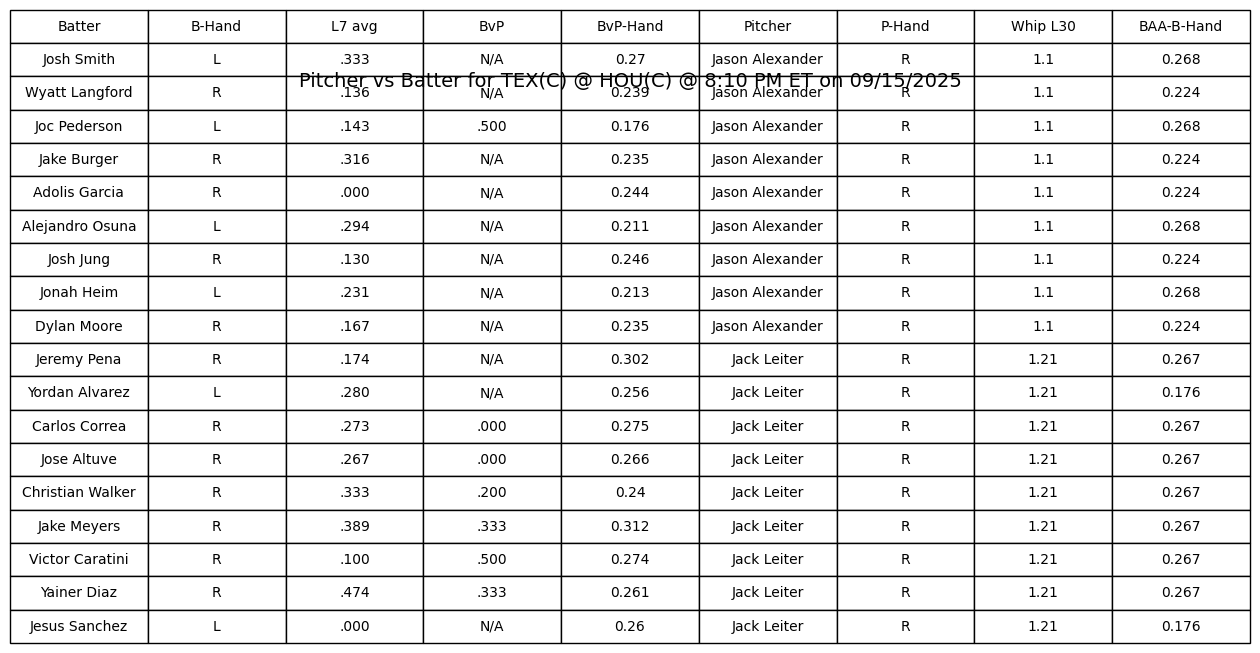 Batter B-Hand L7 avg BvP BvP-Hand Pitcher P-Hand Whip L30 BAA-B-Hand
Josh Smith L .333 N/A 0.27 Jason Alexander R 1.1 0.268
Pitcher vs Batter for TEX(C) @ HOU(C) @ 8:10 PM ET on 09/15/2025
Wyatt Langford R .136 N/A 0.239 Jason Alexander R 1.1 0.224
Joc Pederson L .143 .500 0.176 Jason Alexander R 1.1 0.268
Jake Burger R .316 N/A 0.235 Jason Alexander R 1.1 0.224
Adolis Garcia R .000 N/A 0.244 Jason Alexander R 1.1 0.224
Alejandro Osuna L .294 N/A 0.211 Jason Alexander R 1.1 0.268
Josh Jung R .130 N/A 0.246 Jason Alexander R 1.1 0.224
Jonah Heim L .231 N/A 0.213 Jason Alexander R 1.1 0.268
Dylan Moore R .167 N/A 0.235 Jason Alexander R 1.1 0.224
Jeremy Pena R .174 N/A 0.302 Jack Leiter R 1.21 0.267
Yordan Alvarez L .280 N/A 0.256 Jack Leiter R 1.21 0.176
Carlos Correa R .273 .000 0.275 Jack Leiter R 1.21 0.267
Jose Altuve R .267 .000 0.266 Jack Leiter R 1.21 0.267
Christian Walker R .333 .200 0.24 Jack Leiter R 1.21 0.267
Jake Meyers R .389 .333 0.312 Jack Leiter R 1.21 0.267
Victor Caratini R .100 .500 0.274 Jack Leiter R 1.21 0.267
Yainer Diaz R .474 .333 0.261 Jack Leiter R 1.21 0.267
Jesus Sanchez L .000 N/A 0.26 Jack Leiter R 1.21 0.176